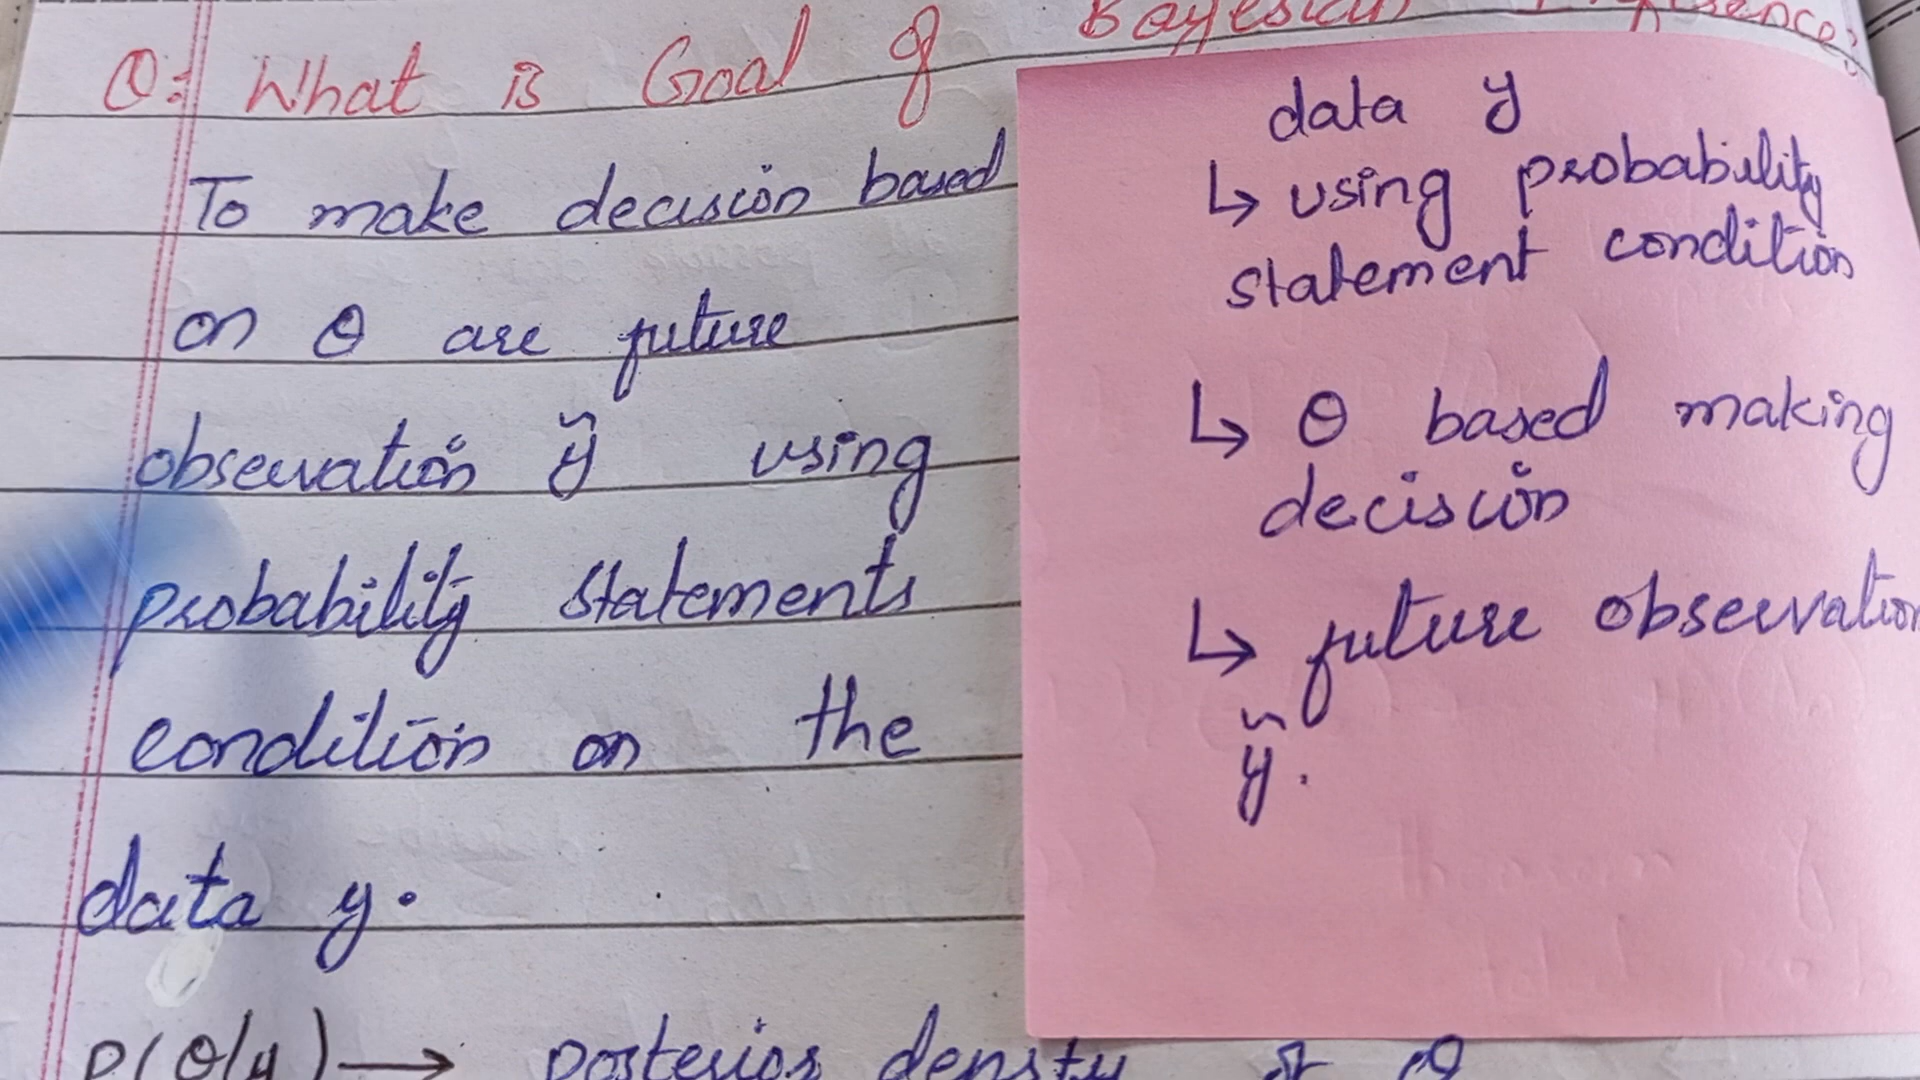 Q: What is Goal of Bayesian Inference?
To make decision based
on θ are future
observation ỹ using
probability statements
condition on the
data y.
P(θ/y) → posterior density of θ
data y
↳ using probability
statement condition
↳ θ based making
decision
↳ future observation
ỹ.